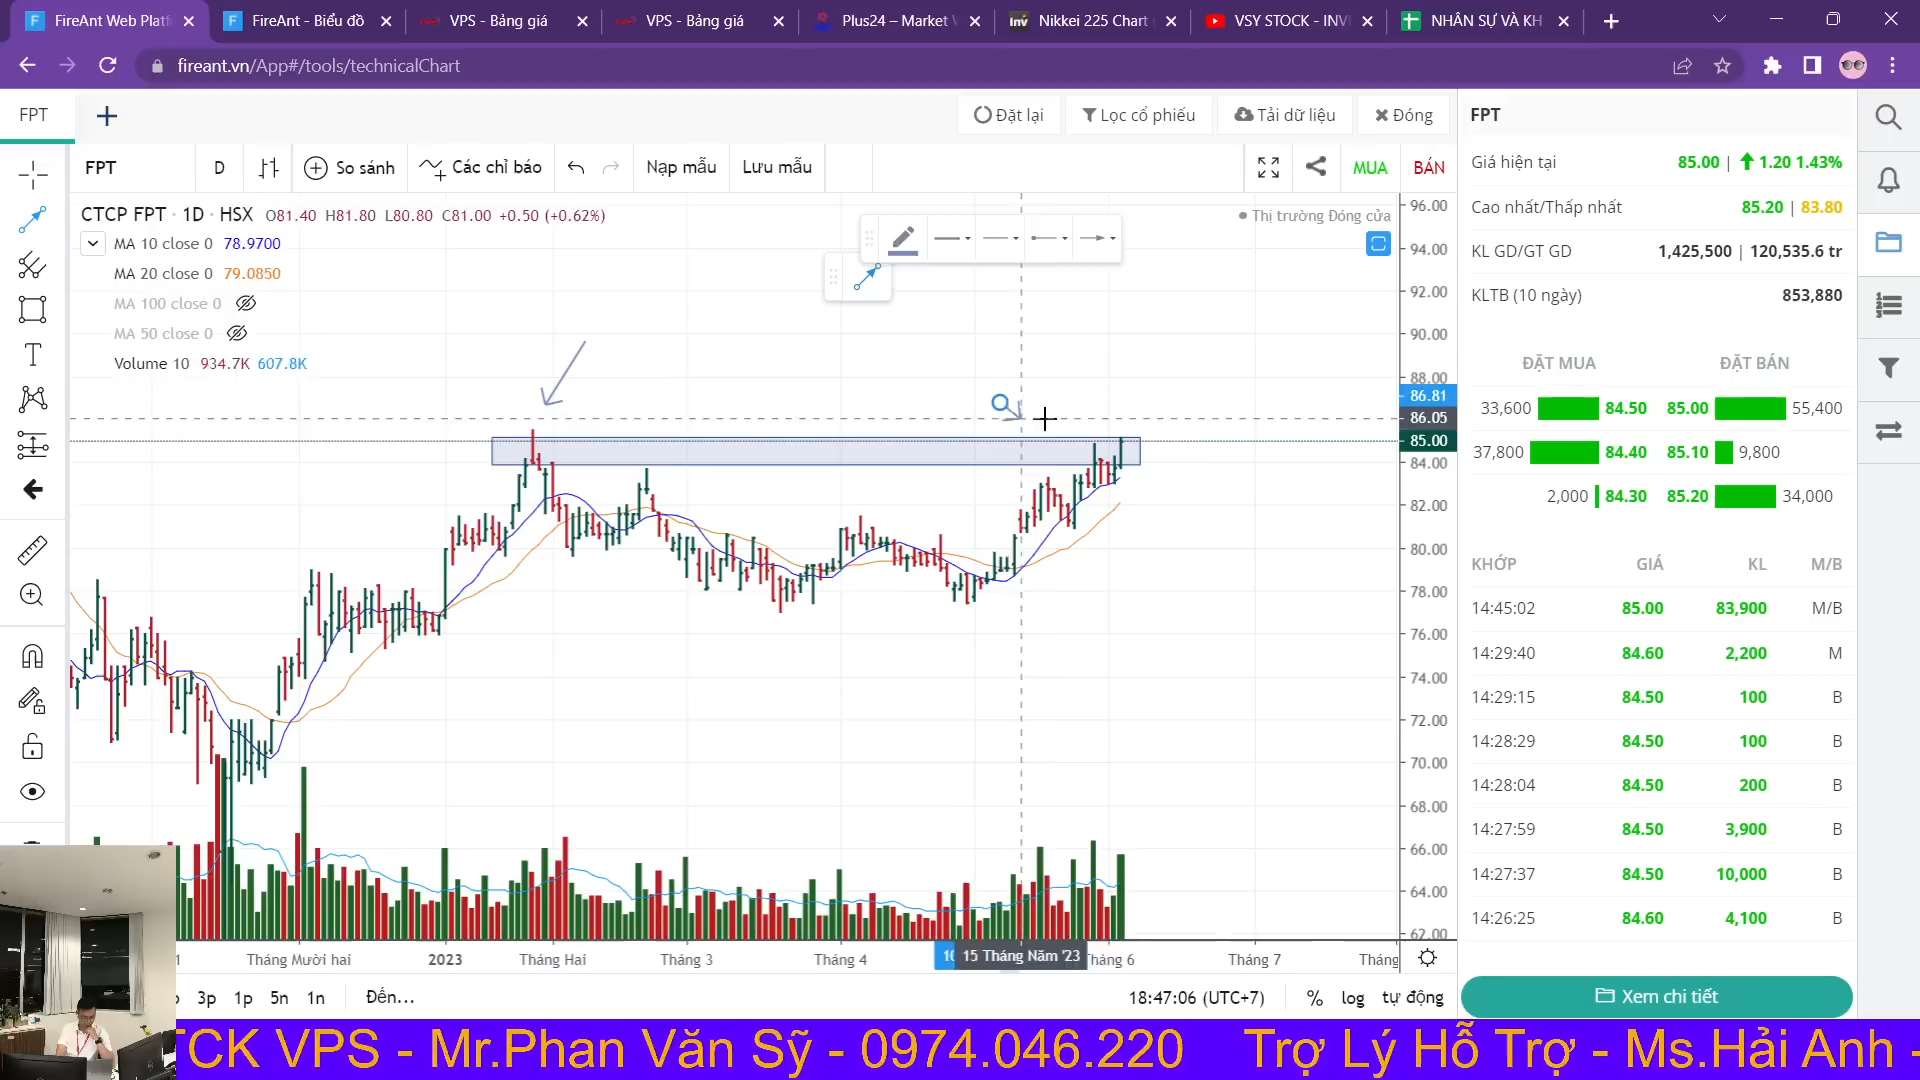 FireAnt Web Platf
FireAnt - Biểu đồ
VPS - Bảng giá
VPS - Bảng giá
Plus24 – Market
Nikkei 225 Chart
VSY STOCK - INV
NHÂN SỰ VÀ KH
fireant.vn/App#/tools/technicalChart
FPT
Đặt lại
Lọc cổ phiếu
Tải dữ liệu
Đóng
FPT
FPT
D
So sánh
Các chỉ báo
Nạp mẫu
Lưu mẫu
MUA
BÁN
CTCP FPT · 1D · HSX O81.40 H81.80 L80.80 C81.00 +0.50 (+0.62%)
Thị trường Đóng cửa
MA 10 close 0 78.9700
MA 20 close 0 79.0850
MA 100 close 0
MA 50 close 0
Volume 10 934.7K 607.8K
96.00
94.00
92.00
90.00
88.00
86.81
86.05
85.00
84.00
82.00
80.00
78.00
76.00
74.00
72.00
70.00
68.00
66.00
64.00
62.00
Tháng Mười hai
2023
Tháng Hai
Tháng 3
Tháng 4
15 Tháng Năm '23
háng 6
Tháng 7
Tháng
3p 1p 5n 1n Đến...
18:47:06 (UTC+7) % log tự động
Giá hiện tại 85.00 | 1.20 1.43%
Cao nhất/Thấp nhất 85.20 | 83.80
KL GD/GT GD 1,425,500 | 120,535.6 tr
KLTB (10 ngày) 853,880
ĐẶT MUA ĐẶT BÁN
33,600 84.50 85.00 55,400
37,800 84.40 85.10 9,800
2,000 84.30 85.20 34,000
KHỚP GIÁ KL M/B
14:45:02 85.00 83,900 M/B
14:29:40 84.60 2,200 M
14:29:15 84.50 100 B
14:28:29 84.50 100 B
14:28:04 84.50 200 B
14:27:59 84.50 3,900 B
14:27:37 84.50 10,000 B
14:26:25 84.60 4,100 B
Xem chi tiết
TCK VPS - Mr.Phan Văn Sỹ - 0974.046.220 Trợ Lý Hỗ Trợ - Ms.Hải Anh -